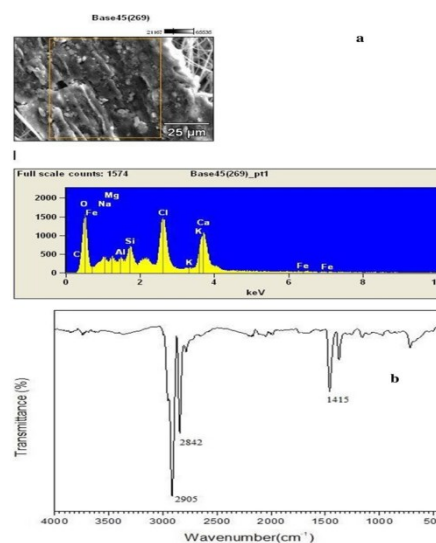 Base45(269)
a
25 µm
Full scale counts: 1574 Base45(269)_pt1
2000
1500
1000
500
0
O
Fe
C
Na
Mg
Al
Si
Cl
K
K
Ca
Fe
Fe
0 2 4 6 8 10
keV
b
Transmittance (%)
2905
2842
1415
4000 3500 3000 2500 2000 1500 1000 500
Wavenumber(cm⁻¹)